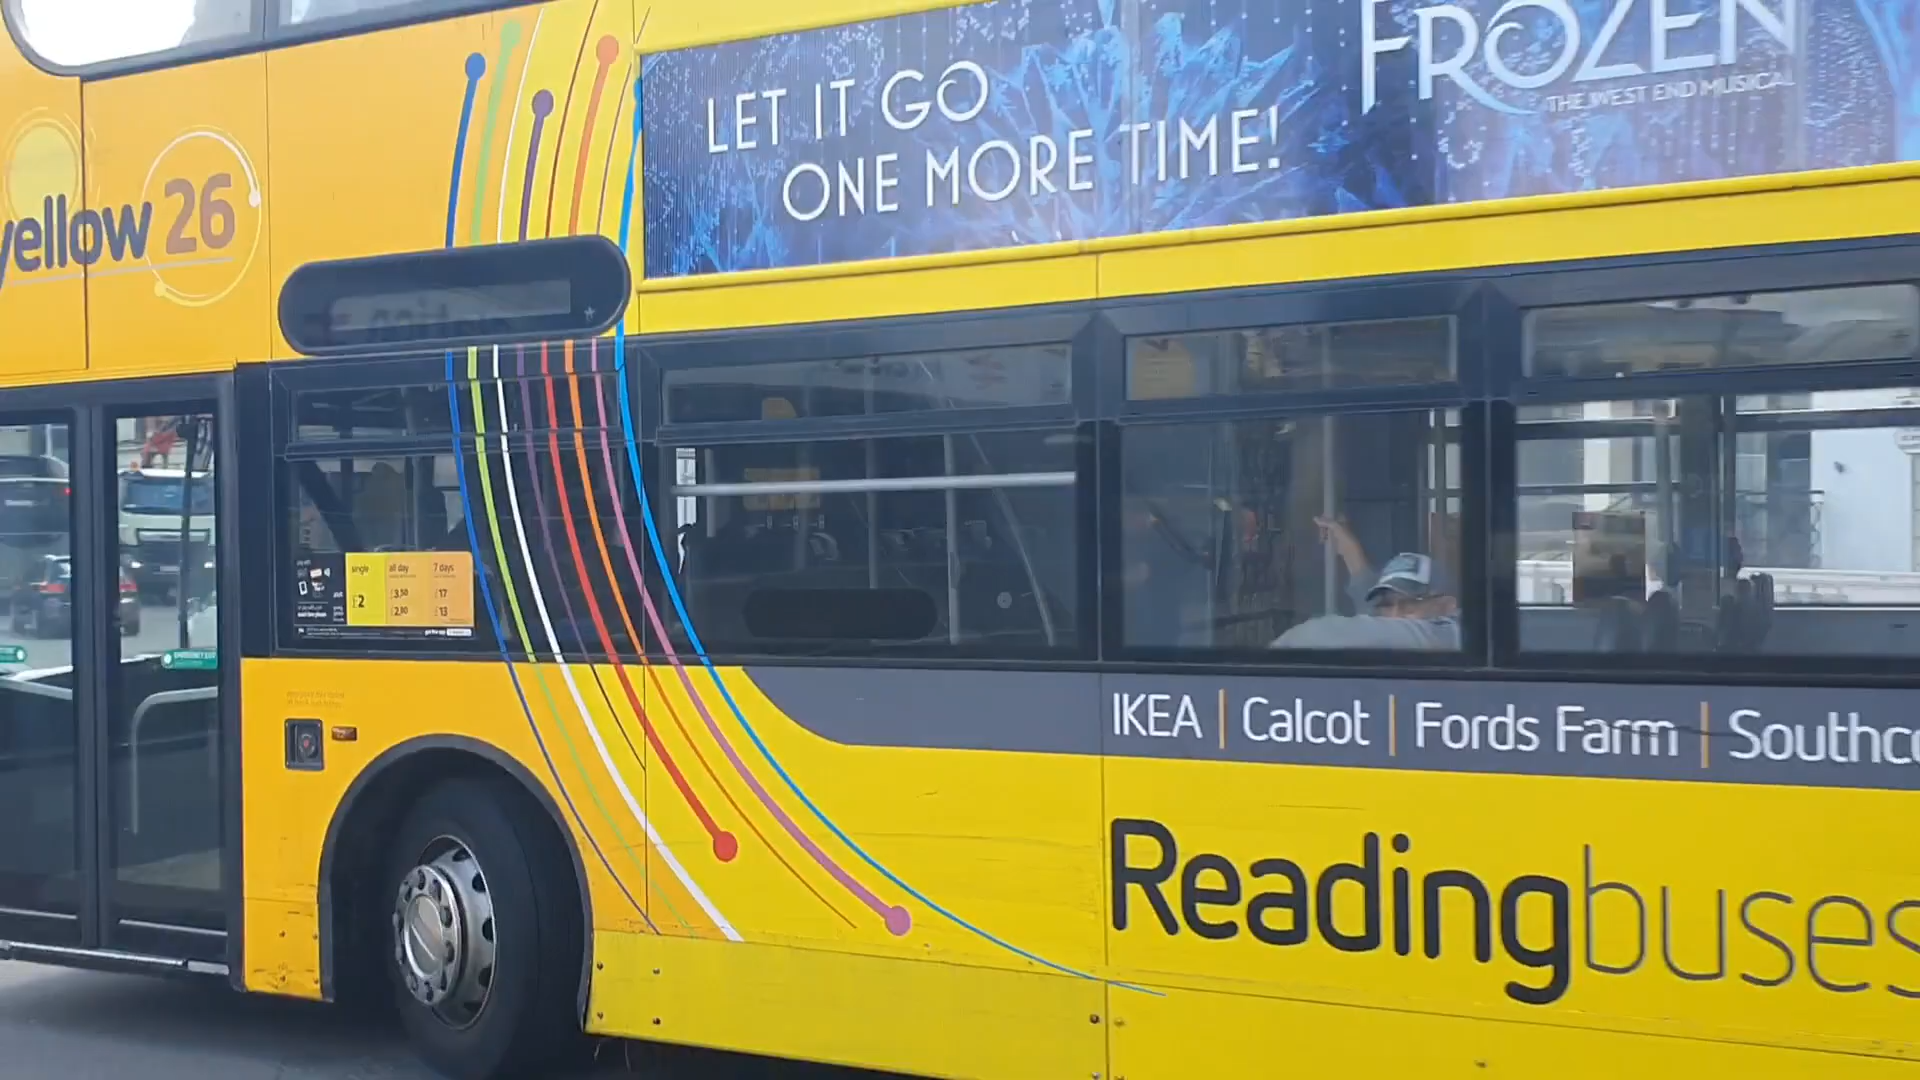 yellow 26
LET IT GO
ONE MORE TIME!
FROZEN
THE WEST END MUSICAL
single
£2
all day
£3.50
£2.80
7 days
£17
£13
IKEA | Calcot | Fords Farm | Southco
Readingbuses